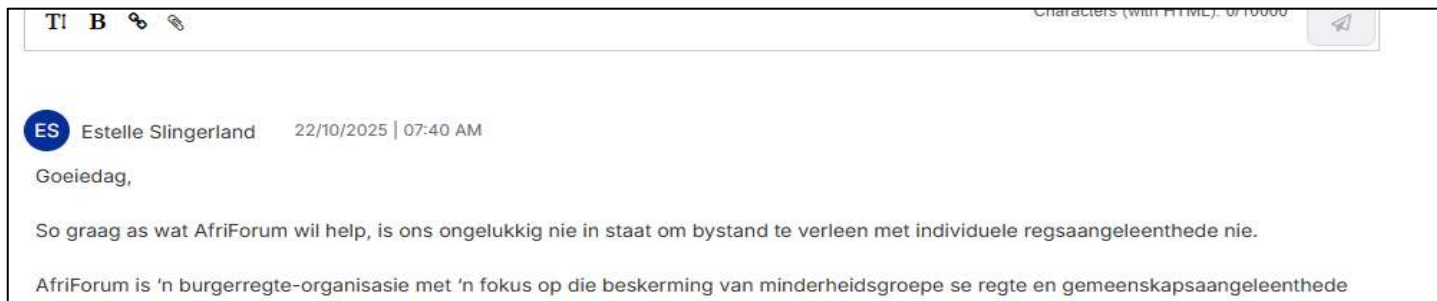 TI B
Characters (with HTML): 0/10000
ES Estelle Slingerland 22/10/2025 | 07:40 AM
Goeiedag,
So graag as wat AfriForum wil help, is ons ongelukkig nie in staat om bystand te verleen met individuele regsaangeleenthede nie.
AfriForum is 'n burgerregte-organisasie met 'n fokus op die beskerming van minderheidsgroepe se regte en gemeenskapsaangeleenthede